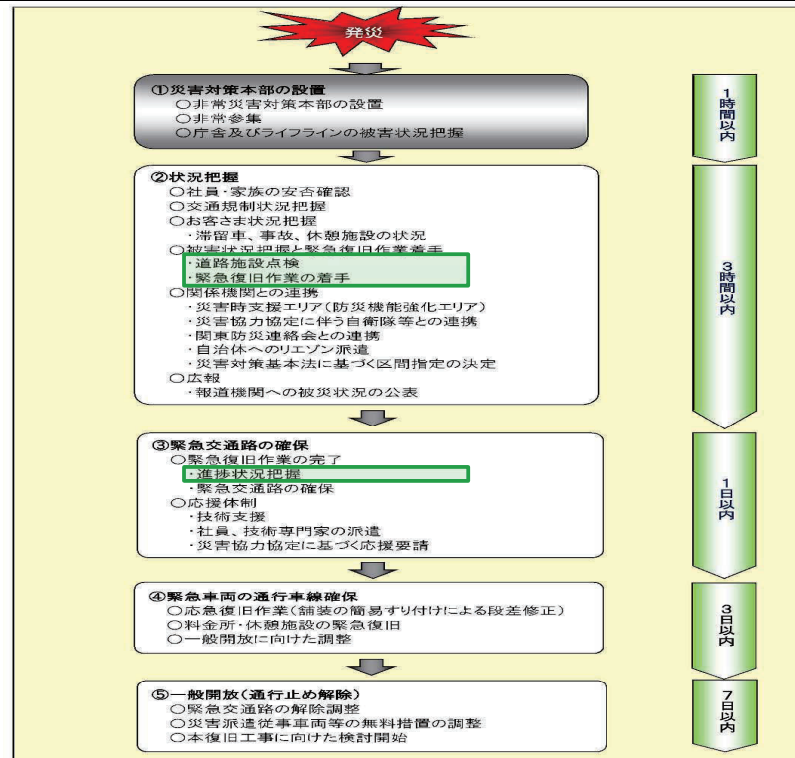 発災
①災害対策本部の設置
○非常災害対策本部の設置
○非常参集
○庁舎及びライフラインの被害状況把握
1時間以内
②状況把握
○社員・家族の安否確認
○交通規制状況把握
○お客さま状況把握
・滞留車、事故、休憩施設の状況
○被害状況把握と緊急復旧作業着手
・道路施設点検
・緊急復旧作業の着手
○関係機関との連携
・災害時支援エリア(防災機能強化エリア)
・災害協力協定に伴う自衛隊等との連携
・関東防災連絡会との連携
・自治体へのリエゾン派遣
・災害対策基本法に基づく区間指定の決定
○広報
・報道機関への被災状況の公表
3時間以内
③緊急交通路の確保
○緊急復旧作業の完了
・進捗状況把握
・緊急交通路の確保
○応援体制
・技術支援
・社員、技術専門家の派遣
・災害協力協定に基づく応援要請
1日以内
④緊急車両の通行車線確保
○応急復旧作業(舗装の簡易すり付けによる段差修正)
○料金所・休憩施設の緊急復旧
○一般開放に向けた調整
3日以内
⑤一般開放(通行止め解除)
○緊急交通路の解除調整
○災害派遣従事車両等の無料措置の調整
○本復旧工事に向けた検討開始
7日以内